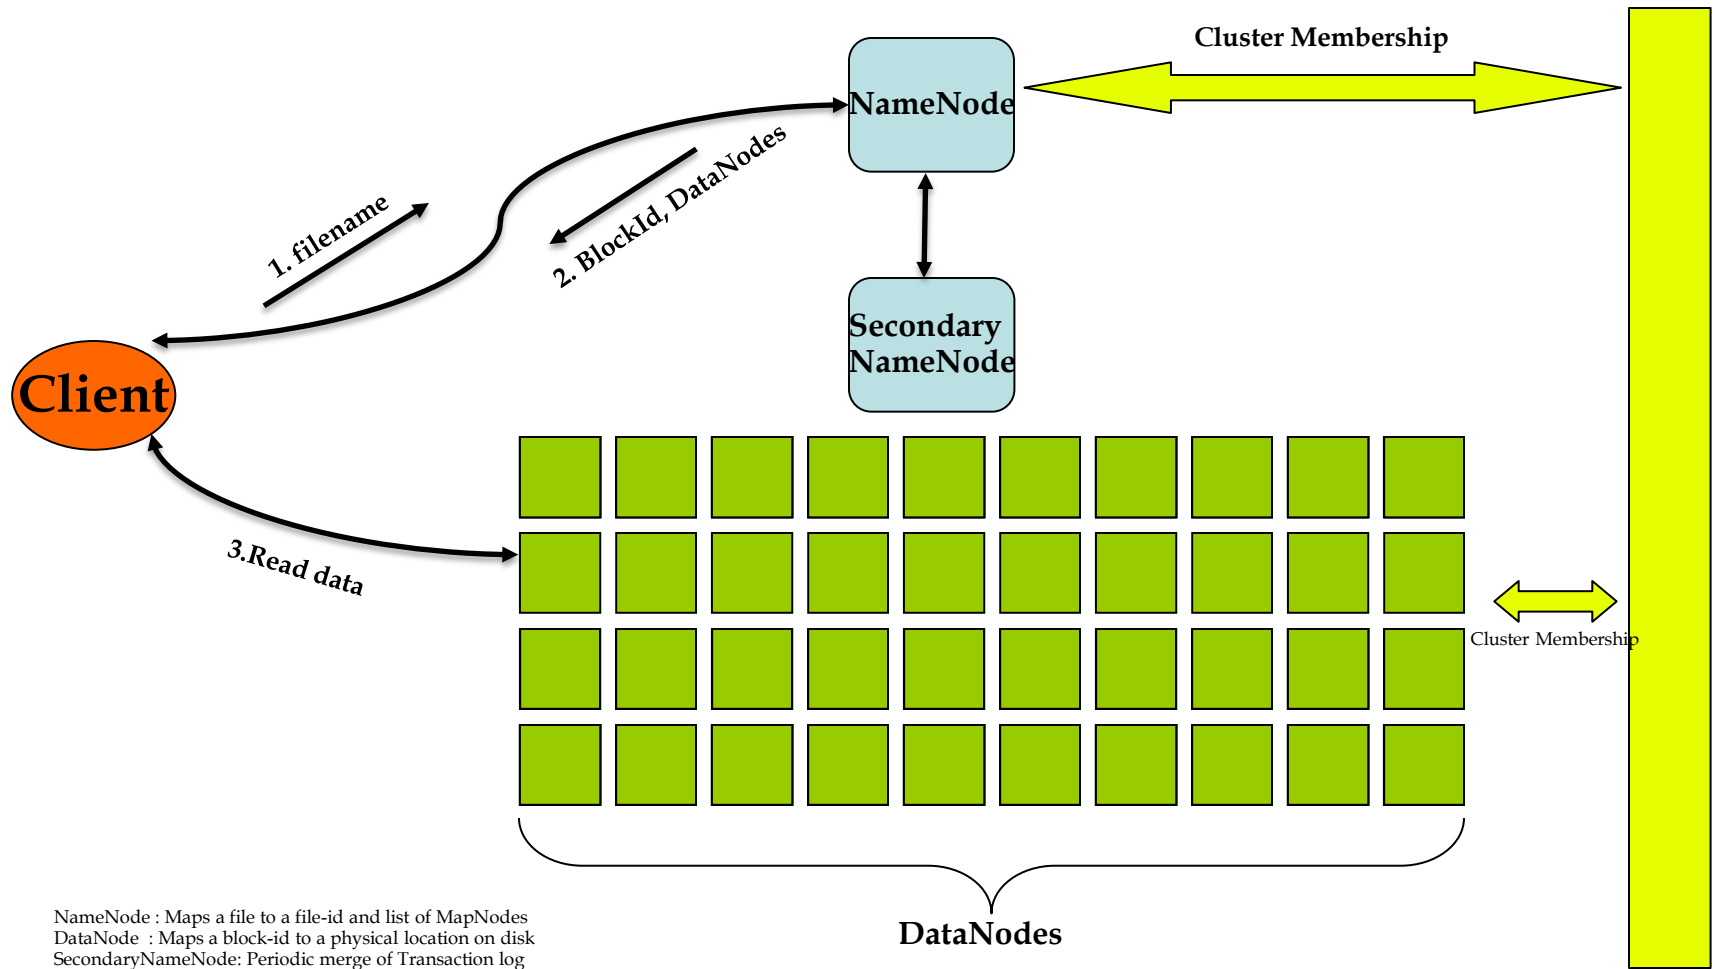 Cluster Membership
NameNode
1. filename
2. BlockId, DataNodes
Secondary
NameNode
Client
3.Read data
Cluster Membership
DataNodes
NameNode : Maps a file to a file-id and list of MapNodes
DataNode  : Maps a block-id to a physical location on disk
SecondaryNameNode: Periodic merge of Transaction log